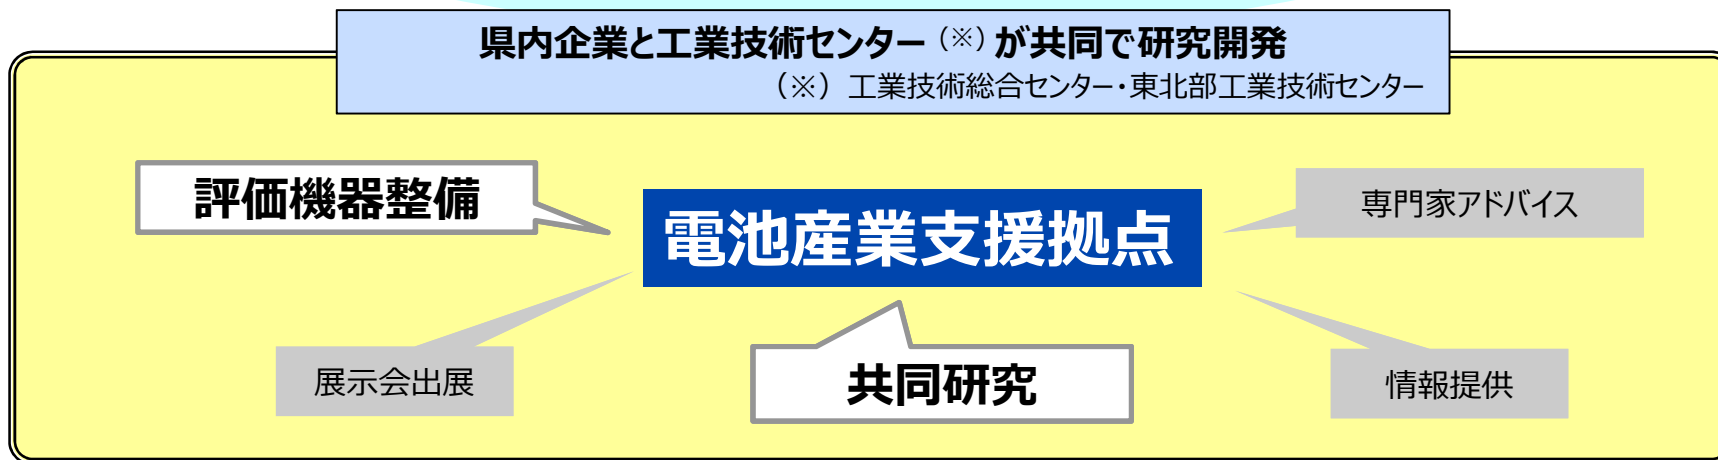 県内企業と工業技術センター（※）が共同で研究開発
（※）工業技術総合センター・東北部工業技術センター
評価機器整備
電池産業支援拠点
専門家アドバイス
展示会出展
共同研究
情報提供